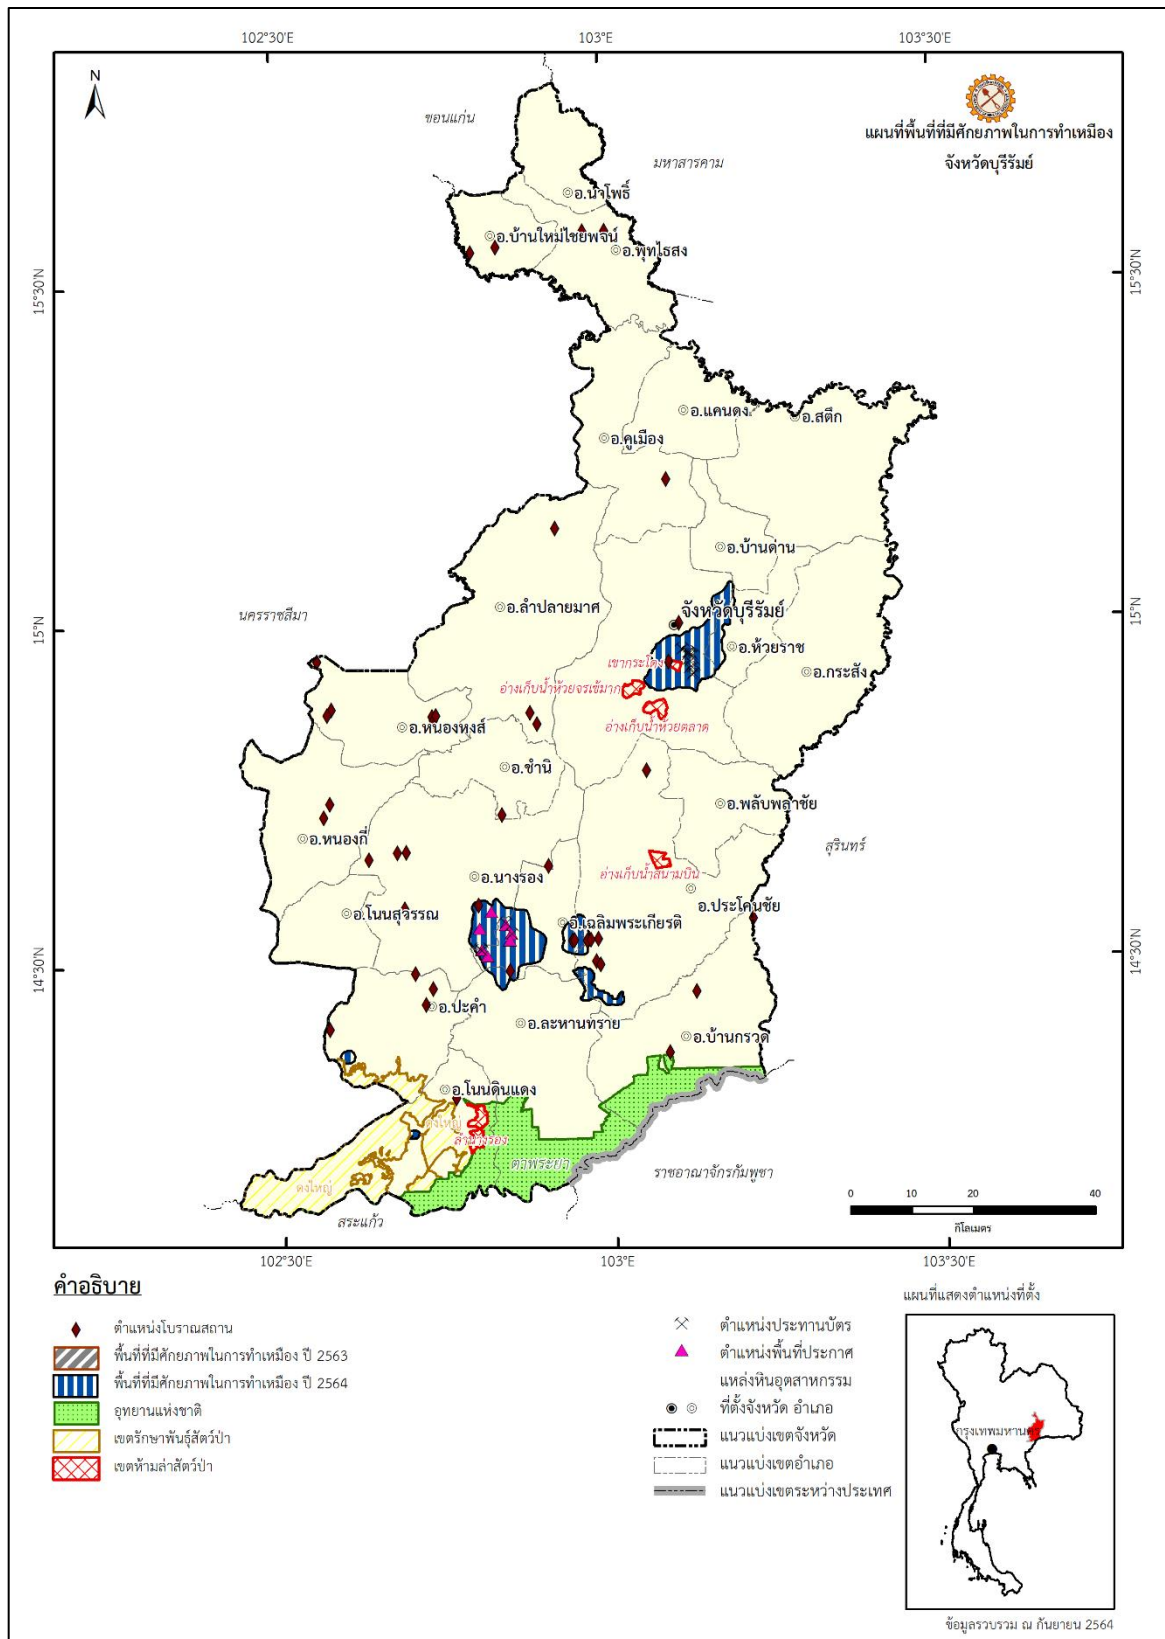 102°30'E 103°E 103°30'E
N
แผนที่พื้นที่ที่มีศักยภาพในการทำเหมือง
จังหวัดบุรีรัมย์
ขอนแก่น
มหาสารคาม
อ.นาโพธิ์
อ.บ้านใหม่ไชยพจน์
อ.พุทไธสง
15°30'N 15°30'N
อ.แคนดง
อ.สตึก
อ.คูเมือง
อ.บ้านด่าน
อ.ลำปลายมาศ
จังหวัดบุรีรัมย์
นครราชสีมา
15°N 15°N
อ.ห้วยราช
เขากระโดง
อ.กระสัง
อ่างเก็บน้ำห้วยจรเข้มาก
อ่างเก็บน้ำห้วยตลาด
อ.หนองหงส์
อ.ชำนิ
อ.พลับพลาชัย
อ.หนองกี่
สุรินทร์
อ่างเก็บน้ำสนามบิน
อ.นางรอง
อ.ประโคนชัย
อ.โนนสุวรรณ
อ.เฉลิมพระเกียรติ
14°30'N 14°30'N
อ.ปะคำ
อ.ละหานทราย
อ.บ้านกรวด
อ.โนนดินแดง
ดงใหญ่
ลำนางรอง
ตาพระยา
ราชอาณาจักรกัมพูชา
ดงใหญ่
สระแก้ว
0 10 20 40
กิโลเมตร
102°30'E 103°E 103°30'E
คำอธิบาย
ตำแหน่งโบราณสถาน
พื้นที่ที่มีศักยภาพในการทำเหมือง ปี 2563
พื้นที่ที่มีศักยภาพในการทำเหมือง ปี 2564
อุทยานแห่งชาติ
เขตรักษาพันธุ์สัตว์ป่า
เขตห้ามล่าสัตว์ป่า
ตำแหน่งประทานบัตร
ตำแหน่งพื้นที่ประกาศ
แหล่งหินอุตสาหกรรม
ที่ตั้งจังหวัด อำเภอ
แนวแบ่งเขตจังหวัด
แนวแบ่งเขตอำเภอ
แนวแบ่งเขตระหว่างประเทศ
แผนที่แสดงตำแหน่งที่ตั้ง
กรุงเทพมหานคร
ข้อมูลรวบรวม ณ กันยายน 2564